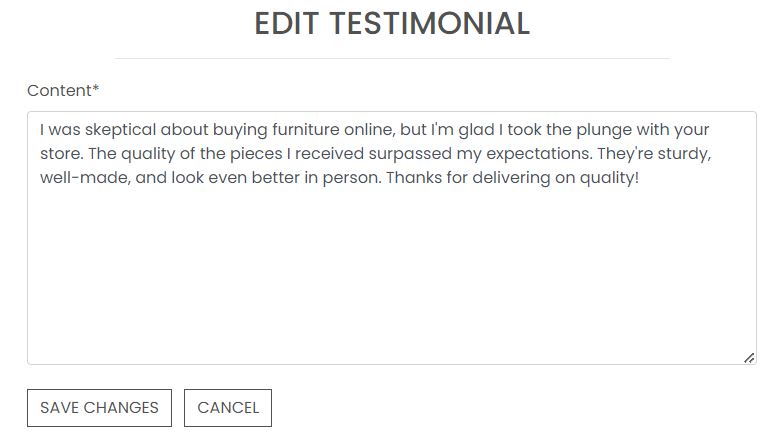 EDIT TESTIMONIAL
Content*
I was skeptical about buying furniture online, but I'm glad I took the plunge with your
store. The quality of the pieces I received surpassed my expectations. They're sturdy,
well-made, and look even better in person. Thanks for delivering on quality!
SAVE CHANGES
CANCEL